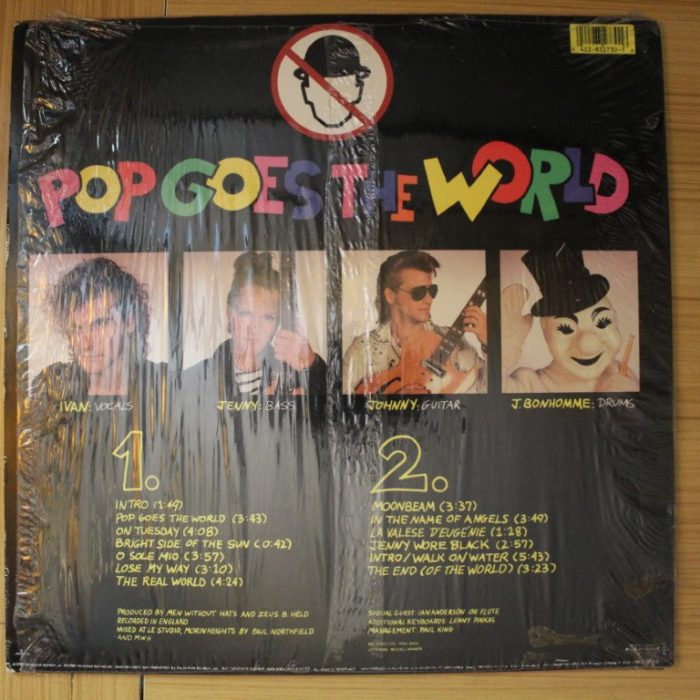 0 422-832730-1
POP GOES THE WORLD
IVAN: VOCALS
JENNY: BASS
JOHNNY: GUITAR
J. BONHOMME: DRUMS
1.
INTRO (1:49)
POP GOES THE WORLD (3:43)
ON TUESDAY (4:08)
BRIGHT SIDE OF THE SUN (0:42)
O SOLE MIO (3:57)
LOSE MY WAY (3:20)
THE REAL WORLD (4:24)
2.
MOONBEAM (3:37)
IN THE NAME OF ANGELS (3:49)
LA VALESE D'EUGÉNIE (1:28)
JENNY WORE BLACK (2:57)
INTRO/WALK ON WATER (5:43)
THE END (OF THE WORLD) (3:23)
PRODUCED BY MEN WITHOUT HATS AND ZEUS B. HELD
RECORDED IN ENGLAND
MIXED AT LE STUDIO, MORIN HEIGHTS BY PAUL NORTHFIELD
AND MWH
SPECIAL GUEST IAN ANDERSON ON FLUTE
ADDITIONAL KEYBOARDS LENNY PINKAS
MANAGEMENT: PAUL KING